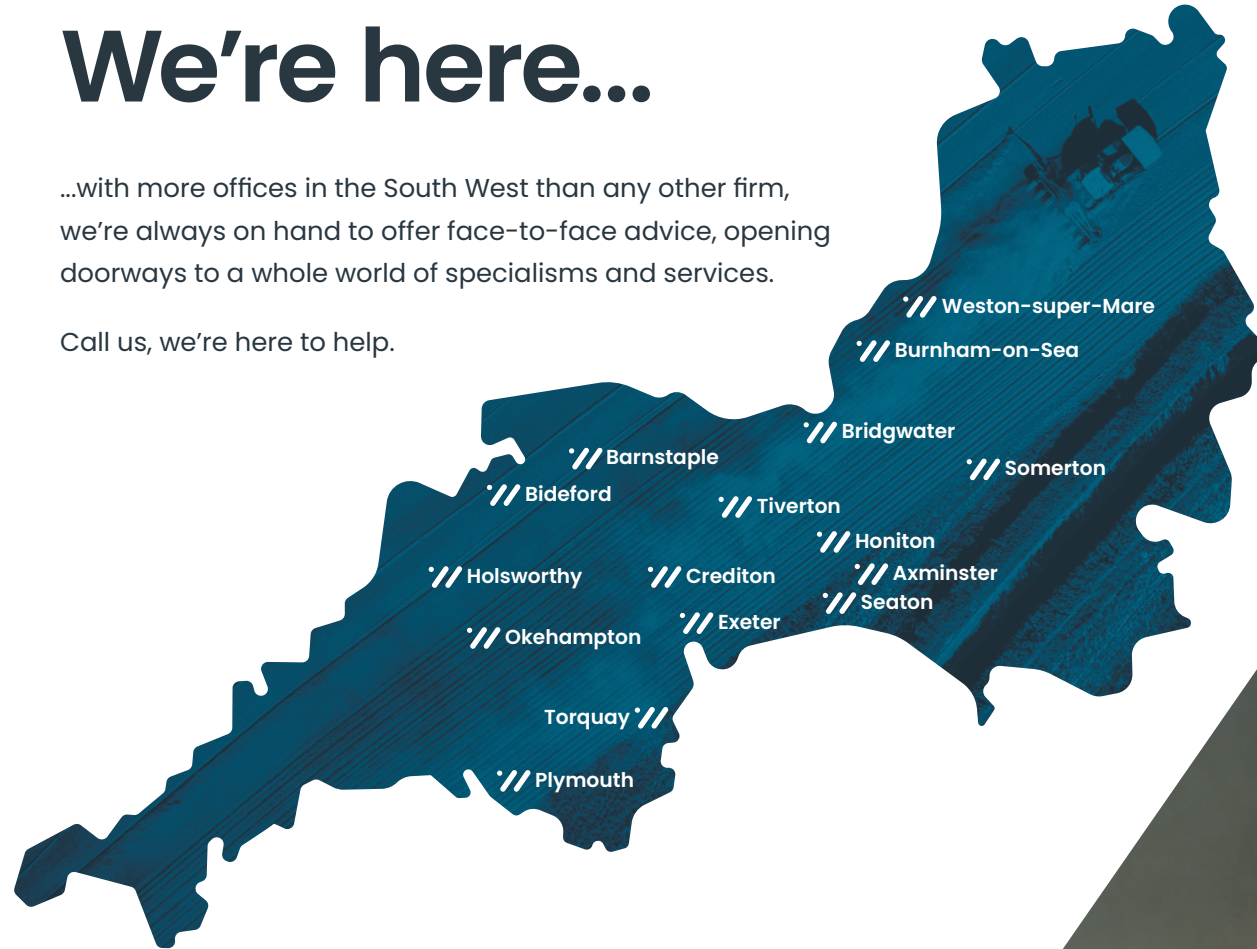 We’re here...
...with more offices in the South West than any other firm,
we’re always on hand to offer face-to-face advice, opening
doorways to a whole world of specialisms and services.
Call us, we’re here to help.
Weston-super-Mare
Burnham-on-Sea
Bridgwater
Barnstaple
Somerton
Bideford
Tiverton
Honiton
Holsworthy
Crediton
Axminster
Seaton
Exeter
Okehampton
Torquay
Plymouth